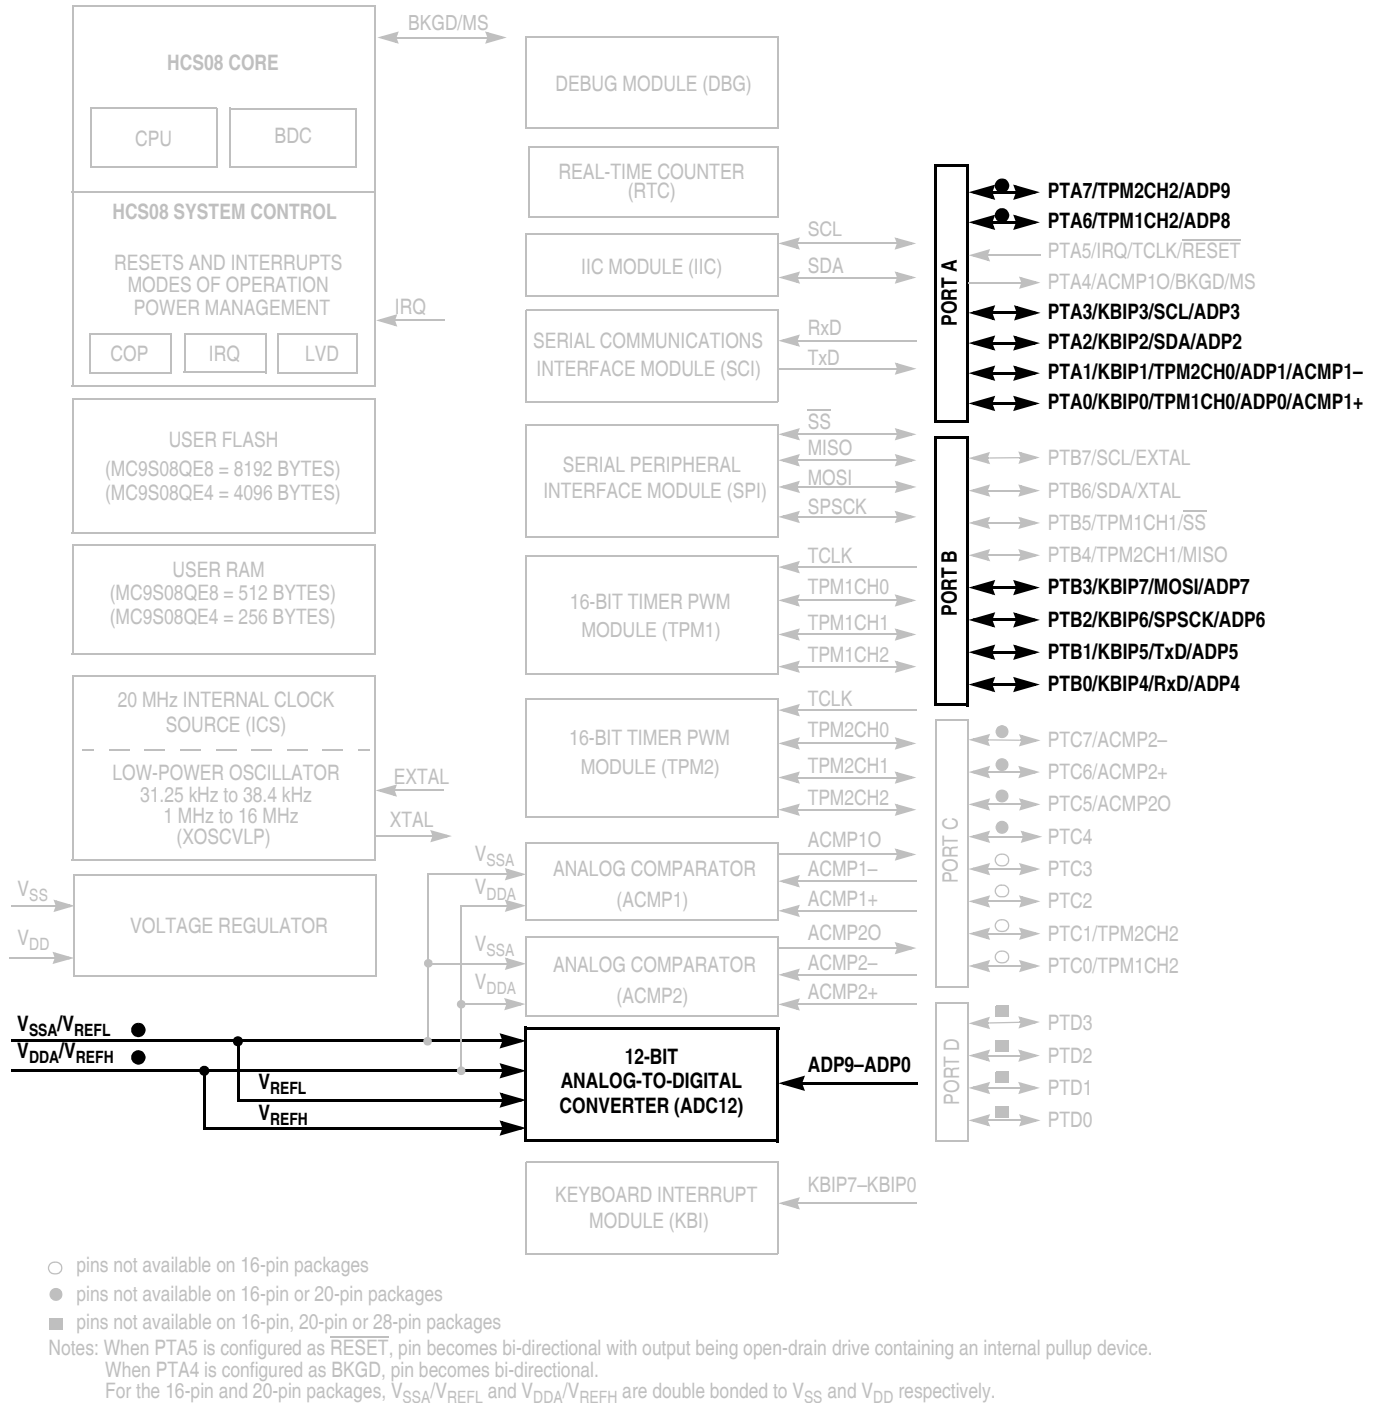 BKGD/MS
HCS08 CORE
CPU
BDC
HCS08 SYSTEM CONTROL
RESETS AND INTERRUPTS
MODES OF OPERATION
POWER MANAGEMENT
COP
IRQ
LVD
IRQ
USER FLASH
(MC9S08QE8 = 8192 BYTES)
(MC9S08QE4 = 4096 BYTES)
USER RAM
(MC9S08QE8 = 512 BYTES)
(MC9S08QE4 = 256 BYTES)
20 MHz INTERNAL CLOCK
SOURCE (ICS)
LOW-POWER OSCILLATOR
31.25 kHz to 38.4 kHz
1 MHz to 16 MHz
(XOSCVLP)
EXTAL
XTAL
VSS
VDD
VOLTAGE REGULATOR
VSSA/VREFL
VDDA/VREFH
VREFL
VREFH
DEBUG MODULE (DBG)
REAL-TIME COUNTER
(RTC)
IIC MODULE (IIC)
SCL
SDA
SERIAL COMMUNICATIONS
INTERFACE MODULE (SCI)
RxD
TxD
SERIAL PERIPHERAL
INTERFACE MODULE (SPI)
SS
MISO
MOSI
SPSCK
16-BIT TIMER PWM
MODULE (TPM1)
TCLK
TPM1CH0
TPM1CH1
TPM1CH2
16-BIT TIMER PWM
MODULE (TPM2)
TCLK
TPM2CH0
TPM2CH1
TPM2CH2
VSSA
VDDA
ANALOG COMPARATOR
(ACMP1)
ACMP1O
ACMP1–
ACMP1+
VSSA
VDDA
ANALOG COMPARATOR
(ACMP2)
ACMP2O
ACMP2–
ACMP2+
12-BIT
ANALOG-TO-DIGITAL
CONVERTER (ADC12)
ADP9–ADP0
KEYBOARD INTERRUPT
MODULE (KBI)
KBIP7–KBIP0
PORT A
PTA7/TPM2CH2/ADP9
PTA6/TPM1CH2/ADP8
PTA5/IRQ/TCLK/RESET
PTA4/ACMP1O/BKGD/MS
PTA3/KBIP3/SCL/ADP3
PTA2/KBIP2/SDA/ADP2
PTA1/KBIP1/TPM2CH0/ADP1/ACMP1–
PTA0/KBIP0/TPM1CH0/ADP0/ACMP1+
PORT B
PTB7/SCL/EXTAL
PTB6/SDA/XTAL
PTB5/TPM1CH1/SS
PTB4/TPM2CH1/MISO
PTB3/KBIP7/MOSI/ADP7
PTB2/KBIP6/SPSCK/ADP6
PTB1/KBIP5/TxD/ADP5
PTB0/KBIP4/RxD/ADP4
PORT C
PTC7/ACMP2–
PTC6/ACMP2+
PTC5/ACMP2O
PTC4
PTC3
PTC2
PTC1/TPM2CH2
PTC0/TPM1CH2
PORT D
PTD3
PTD2
PTD1
PTD0
pins not available on 16-pin packages
pins not available on 16-pin or 20-pin packages
pins not available on 16-pin, 20-pin or 28-pin packages
Notes: When PTA5 is configured as RESET, pin becomes bi-directional with output being open-drain drive containing an internal pullup device.
When PTA4 is configured as BKGD, pin becomes bi-directional.
For the 16-pin and 20-pin packages, VSSA/VREFL and VDDA/VREFH are double bonded to VSS and VDD respectively.